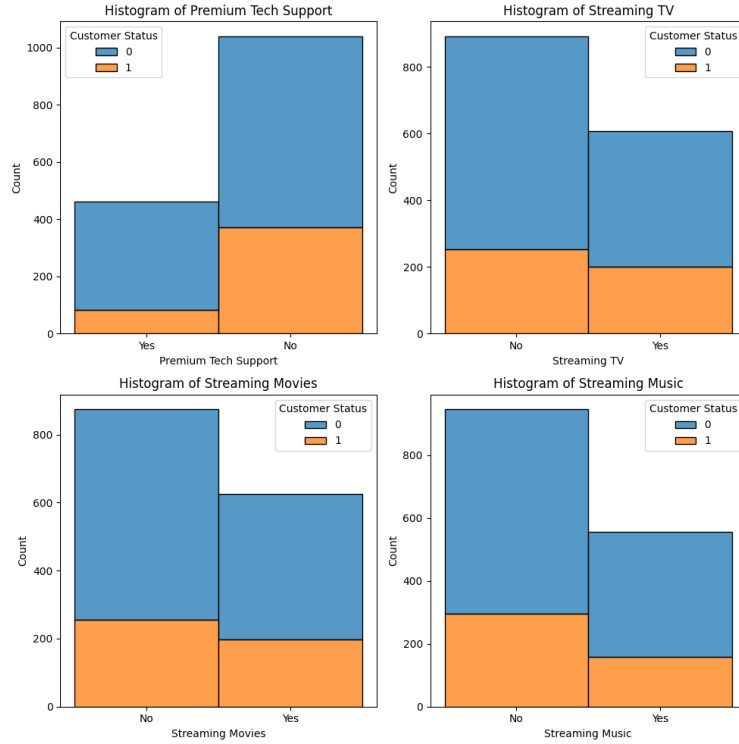 Histogram of Premium Tech Support
Customer Status
0
1
1000
800
600
400
200
0
Count
Yes
No
Premium Tech Support
Histogram of Streaming TV
Customer Status
0
1
800
600
400
200
0
Count
No
Yes
Streaming TV
Histogram of Streaming Movies
Customer Status
0
1
800
600
400
200
0
Count
No
Yes
Streaming Movies
Histogram of Streaming Music
Customer Status
0
1
800
600
400
200
0
Count
No
Yes
Streaming Music